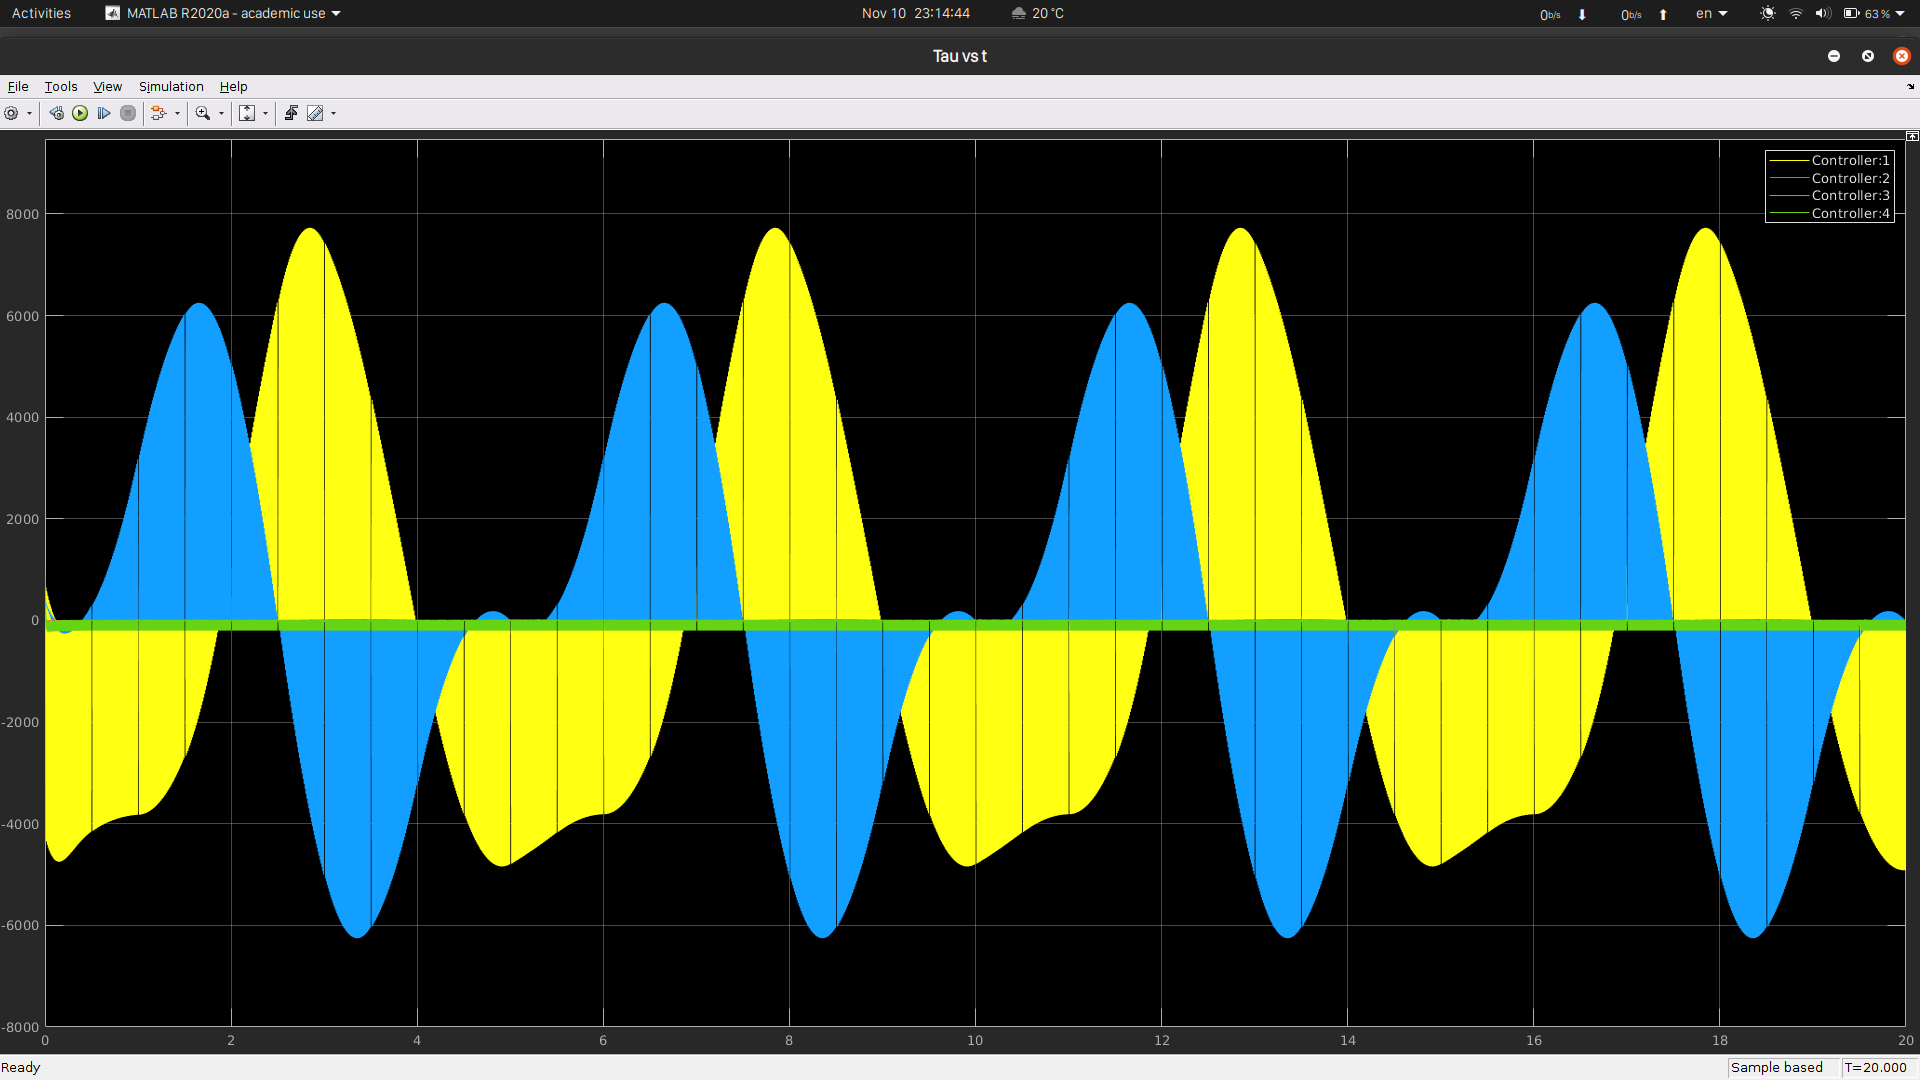 Activities MATLAB R2020a - academic use Nov 10 23:14:44 20 °C 0b/s 0b/s en 63 %
Tau vs t
File Tools View Simulation Help
Controller:1
Controller:2
Controller:3
Controller:4
8000
6000
4000
2000
0
-2000
-4000
-6000
-8000
0 2 4 6 8 10 12 14 16 18 20
Ready Sample based T=20.000